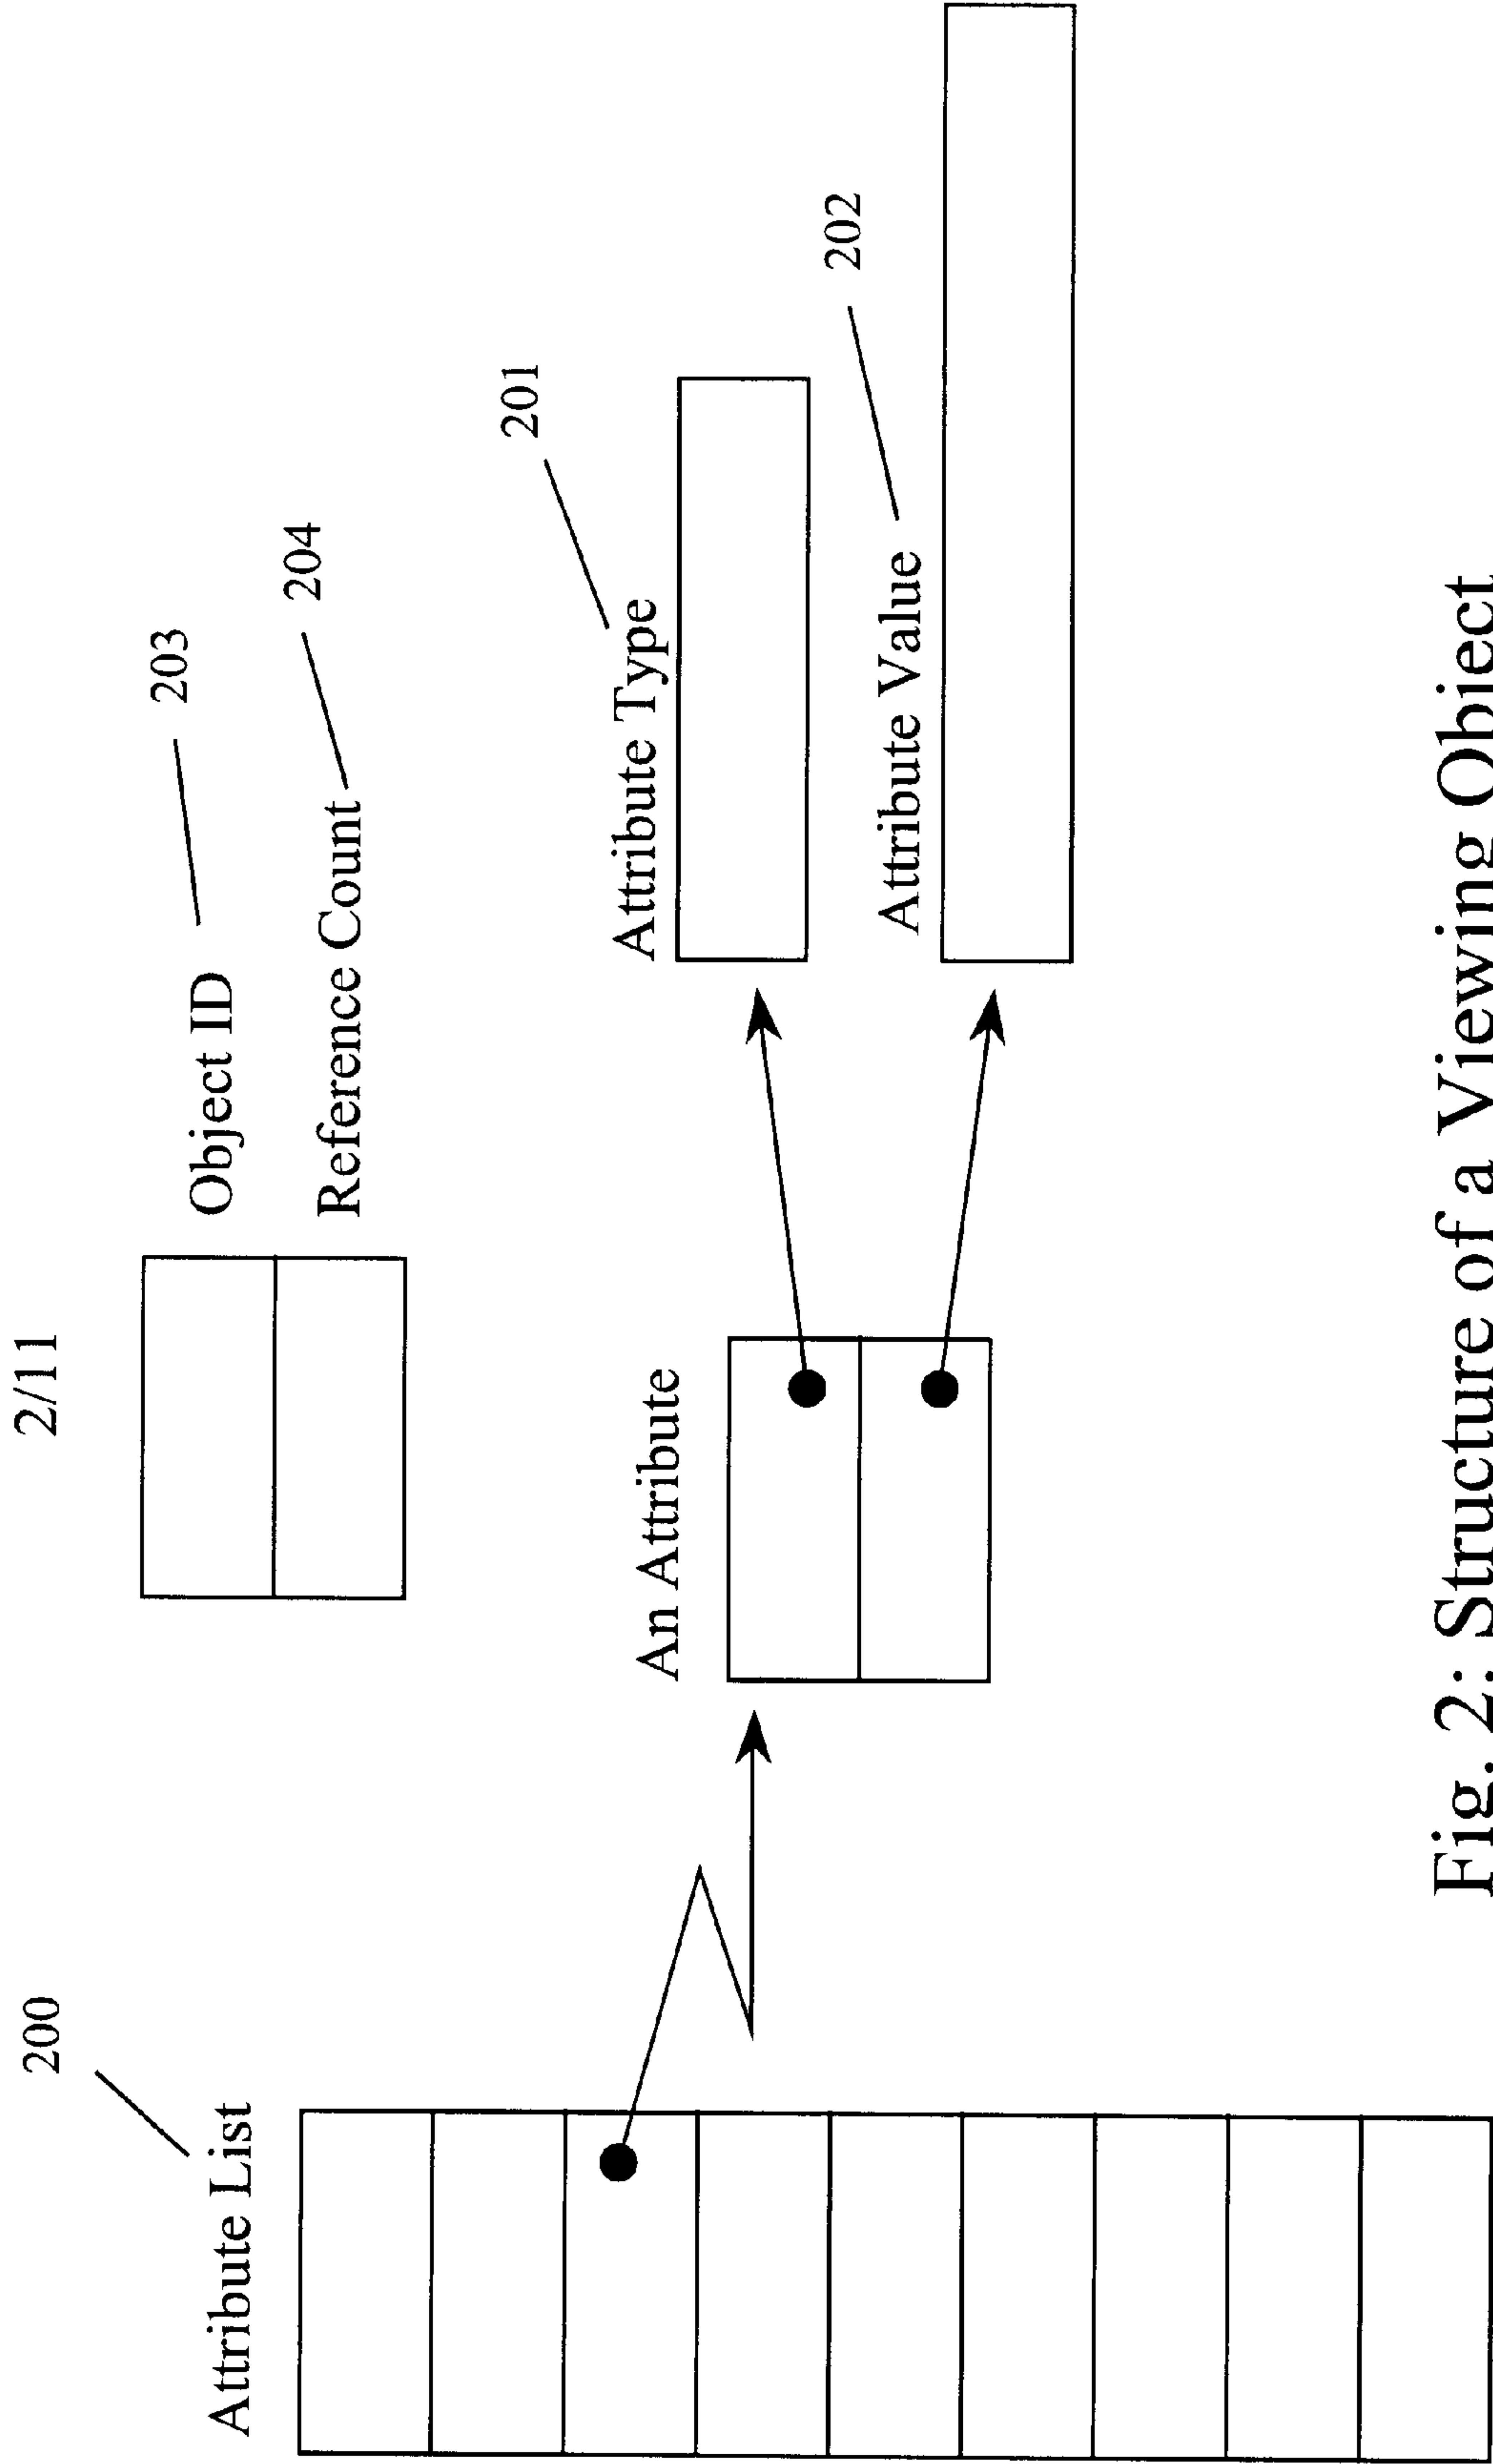 2/11
200
Attribute List
Object ID
203
Reference Count
204
An Attribute
Attribute Type
201
Attribute Value
202
Fig. 2: Structure of a Viewing Object